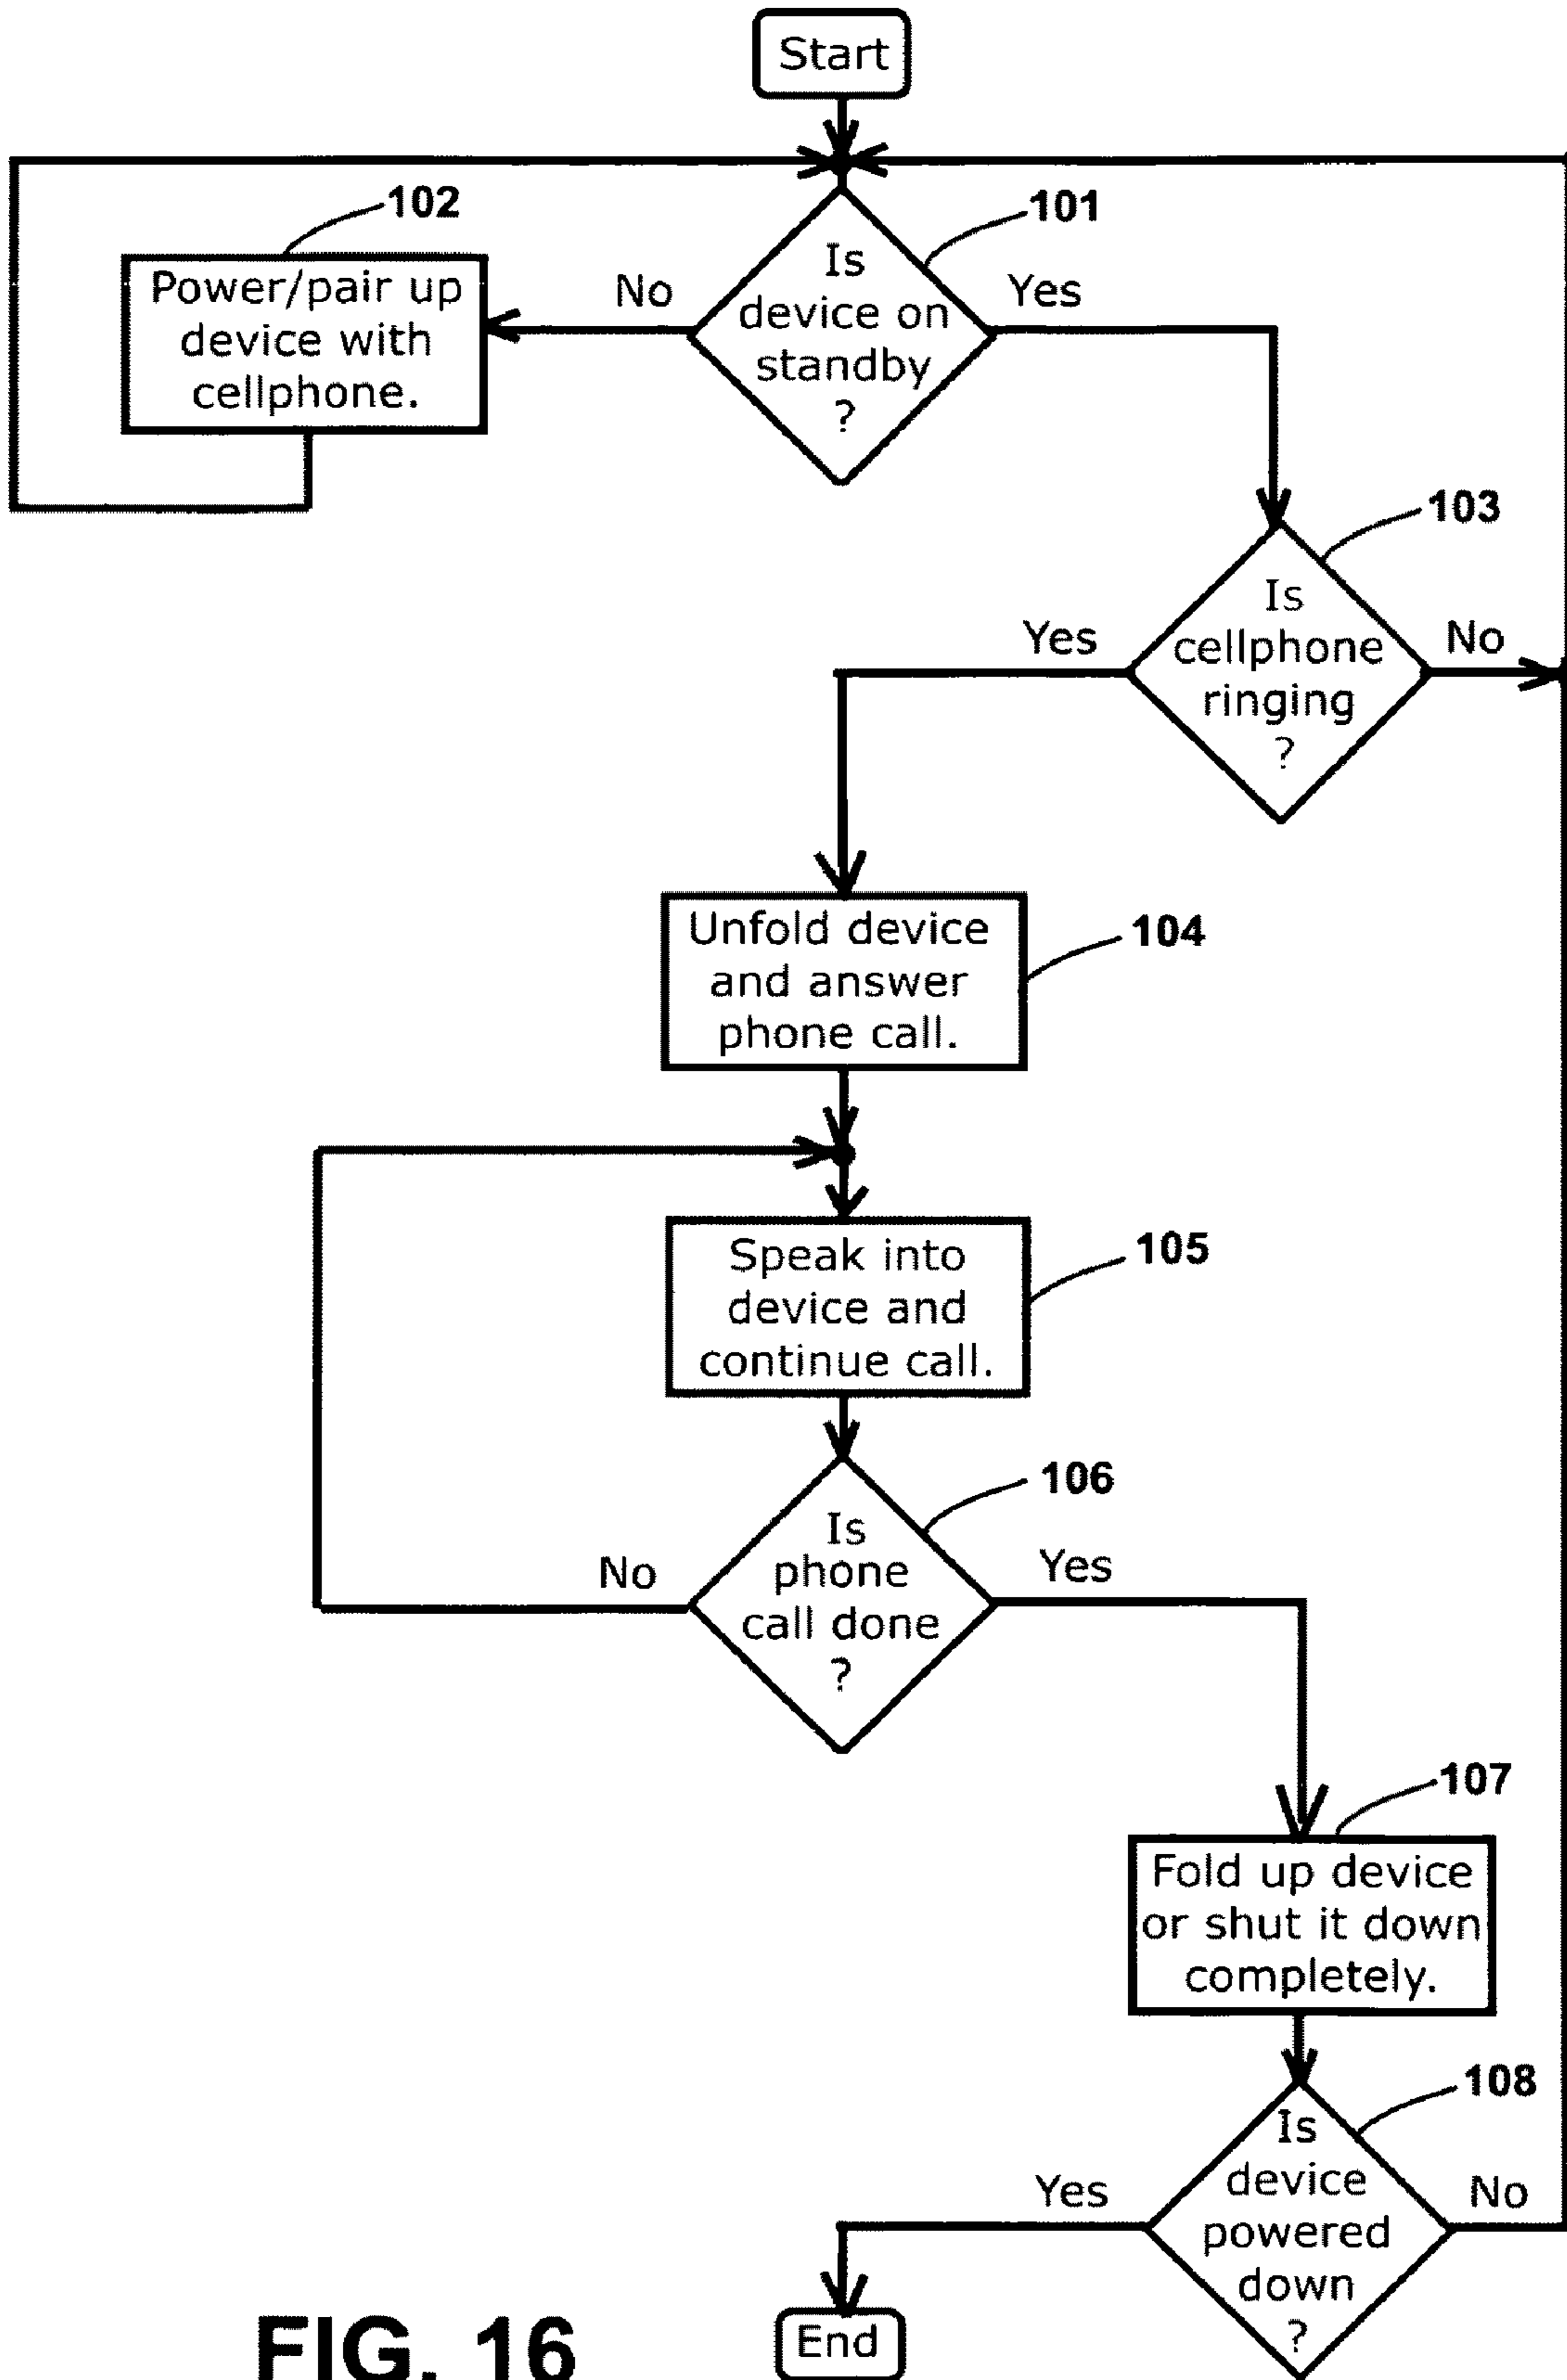 Start
102
101
Power/pair up
device with
cellphone.
No
Is
device on
standby
?
Yes
103
Yes
Is
cellphone
ringing
?
No
Unfold device
and answer
phone call.
104
Speak into
device and
continue call.
105
106
No
Is
phone
call done
?
Yes
107
Fold up device
or shut it down
completely.
108
Yes
Is
device
powered
down
?
No
End
FIG. 16